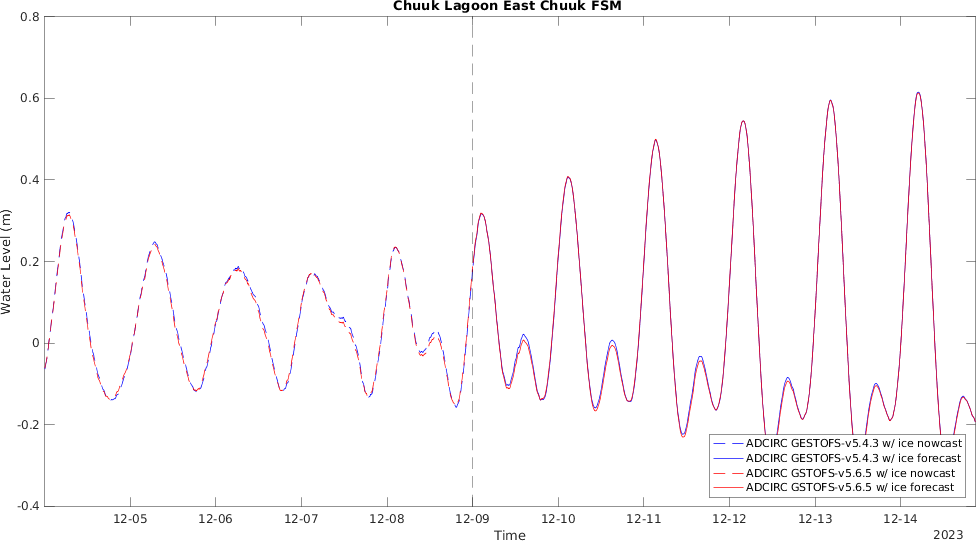 Chuuk Lagoon East Chuuk FSM
0.8
0.6
0.4
0.2
0
-0.2
-0.4
Water Level (m)
ADCIRC GESTOFS-v5.4.3 w/ ice nowcast
ADCIRC GESTOFS-v5.4.3 w/ ice forecast
ADCIRC GSTOFS-v5.6.5 w/ ice nowcast
ADCIRC GSTOFS-v5.6.5 w/ ice forecast
12-05 12-06 12-07 12-08 12-09 12-10 12-11 12-12 12-13 12-14
Time
2023